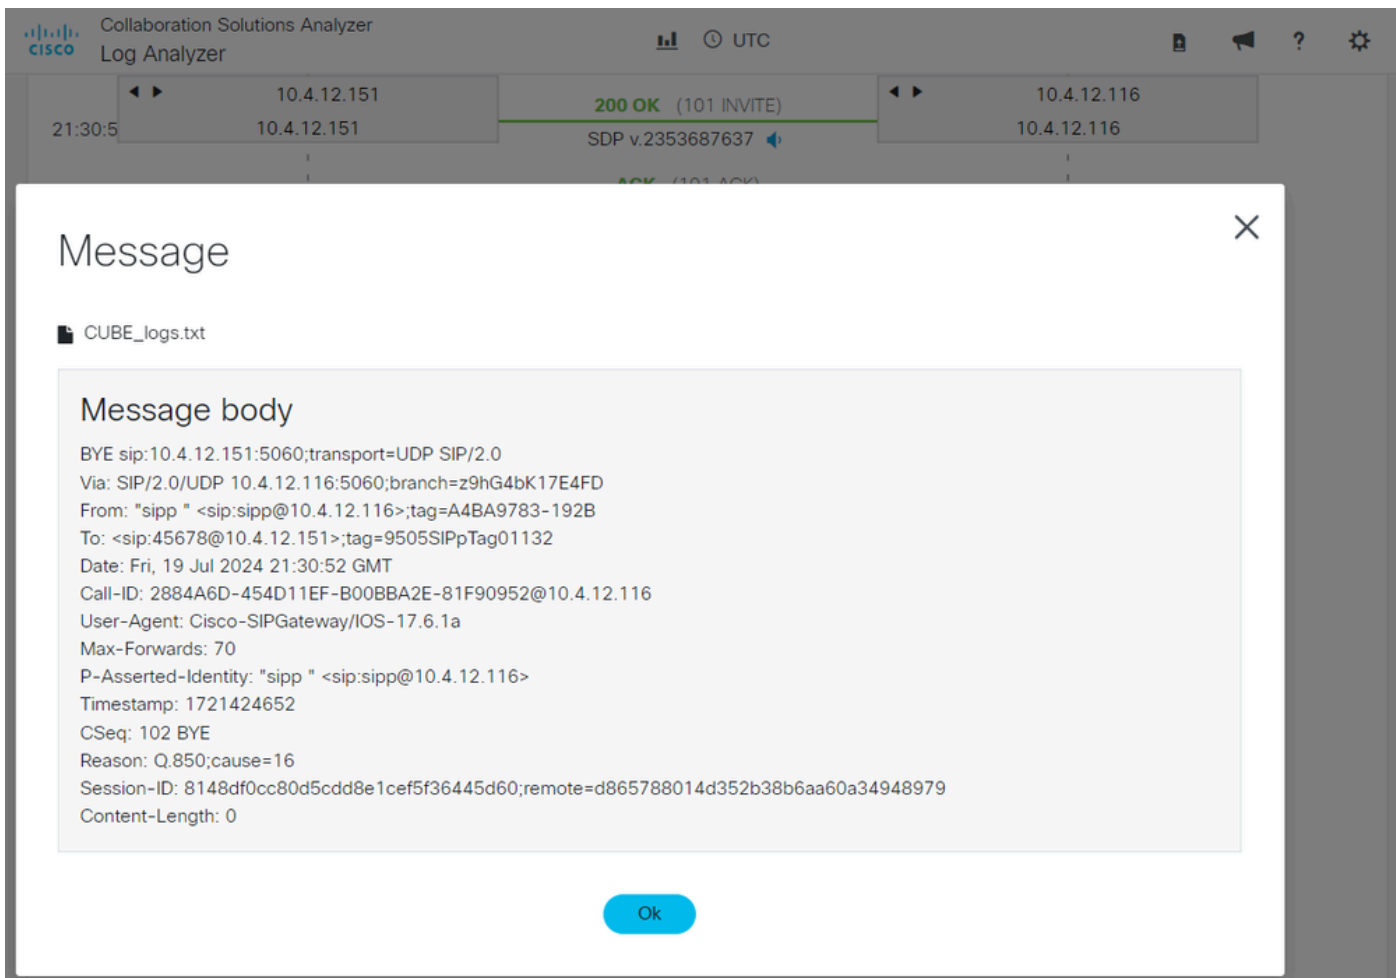 Collaboration Solutions Analyzer
CISCO
Log Analyzer
UTC
?
10.4.12.151
200 OK (101 INVITE)
10.4.12.116
21:30:5
10.4.12.151
SDP v.2353687637
10.4.12.116
ACK (101 ACK)
Message
CUBE_logs.txt
Message body
BYE sip:10.4.12.151:5060;transport=UDP SIP/2.0
Via: SIP/2.0/UDP 10.4.12.116:5060;branch=z9hG4bK17E4FD
From: "sipp " <sip:sipp@10.4.12.116>;tag=A4BA9783-192B
To: <sip:45678@10.4.12.151>;tag=9505SIPpTag01132
Date: Fri, 19 Jul 2024 21:30:52 GMT
Call-ID: 2884A6D-454D11EF-B00BBA2E-81F90952@10.4.12.116
User-Agent: Cisco-SIPGateway/IOS-17.6.1a
Max-Forwards: 70
P-Asserted-Identity: "sipp " <sip:sipp@10.4.12.116>
Timestamp: 1721424652
CSeq: 102 BYE
Reason: Q.850;cause=16
Session-ID: 8148df0cc80d5cdd8e1cef5f36445d60;remote=d865788014d352b38b6aa60a34948979
Content-Length: 0
Ok